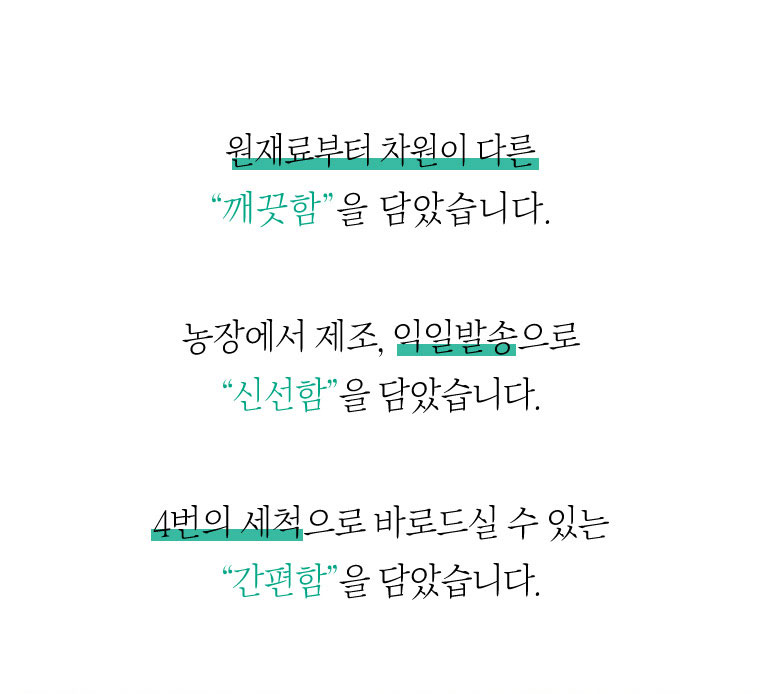 원재료부터 차원이 다른
“깨끗함”을 담았습니다.
농장에서 제조, 익일발송으로
“신선함”을 담았습니다.
4번의 세척으로 바로드실 수 있는
“간편함”을 담았습니다.